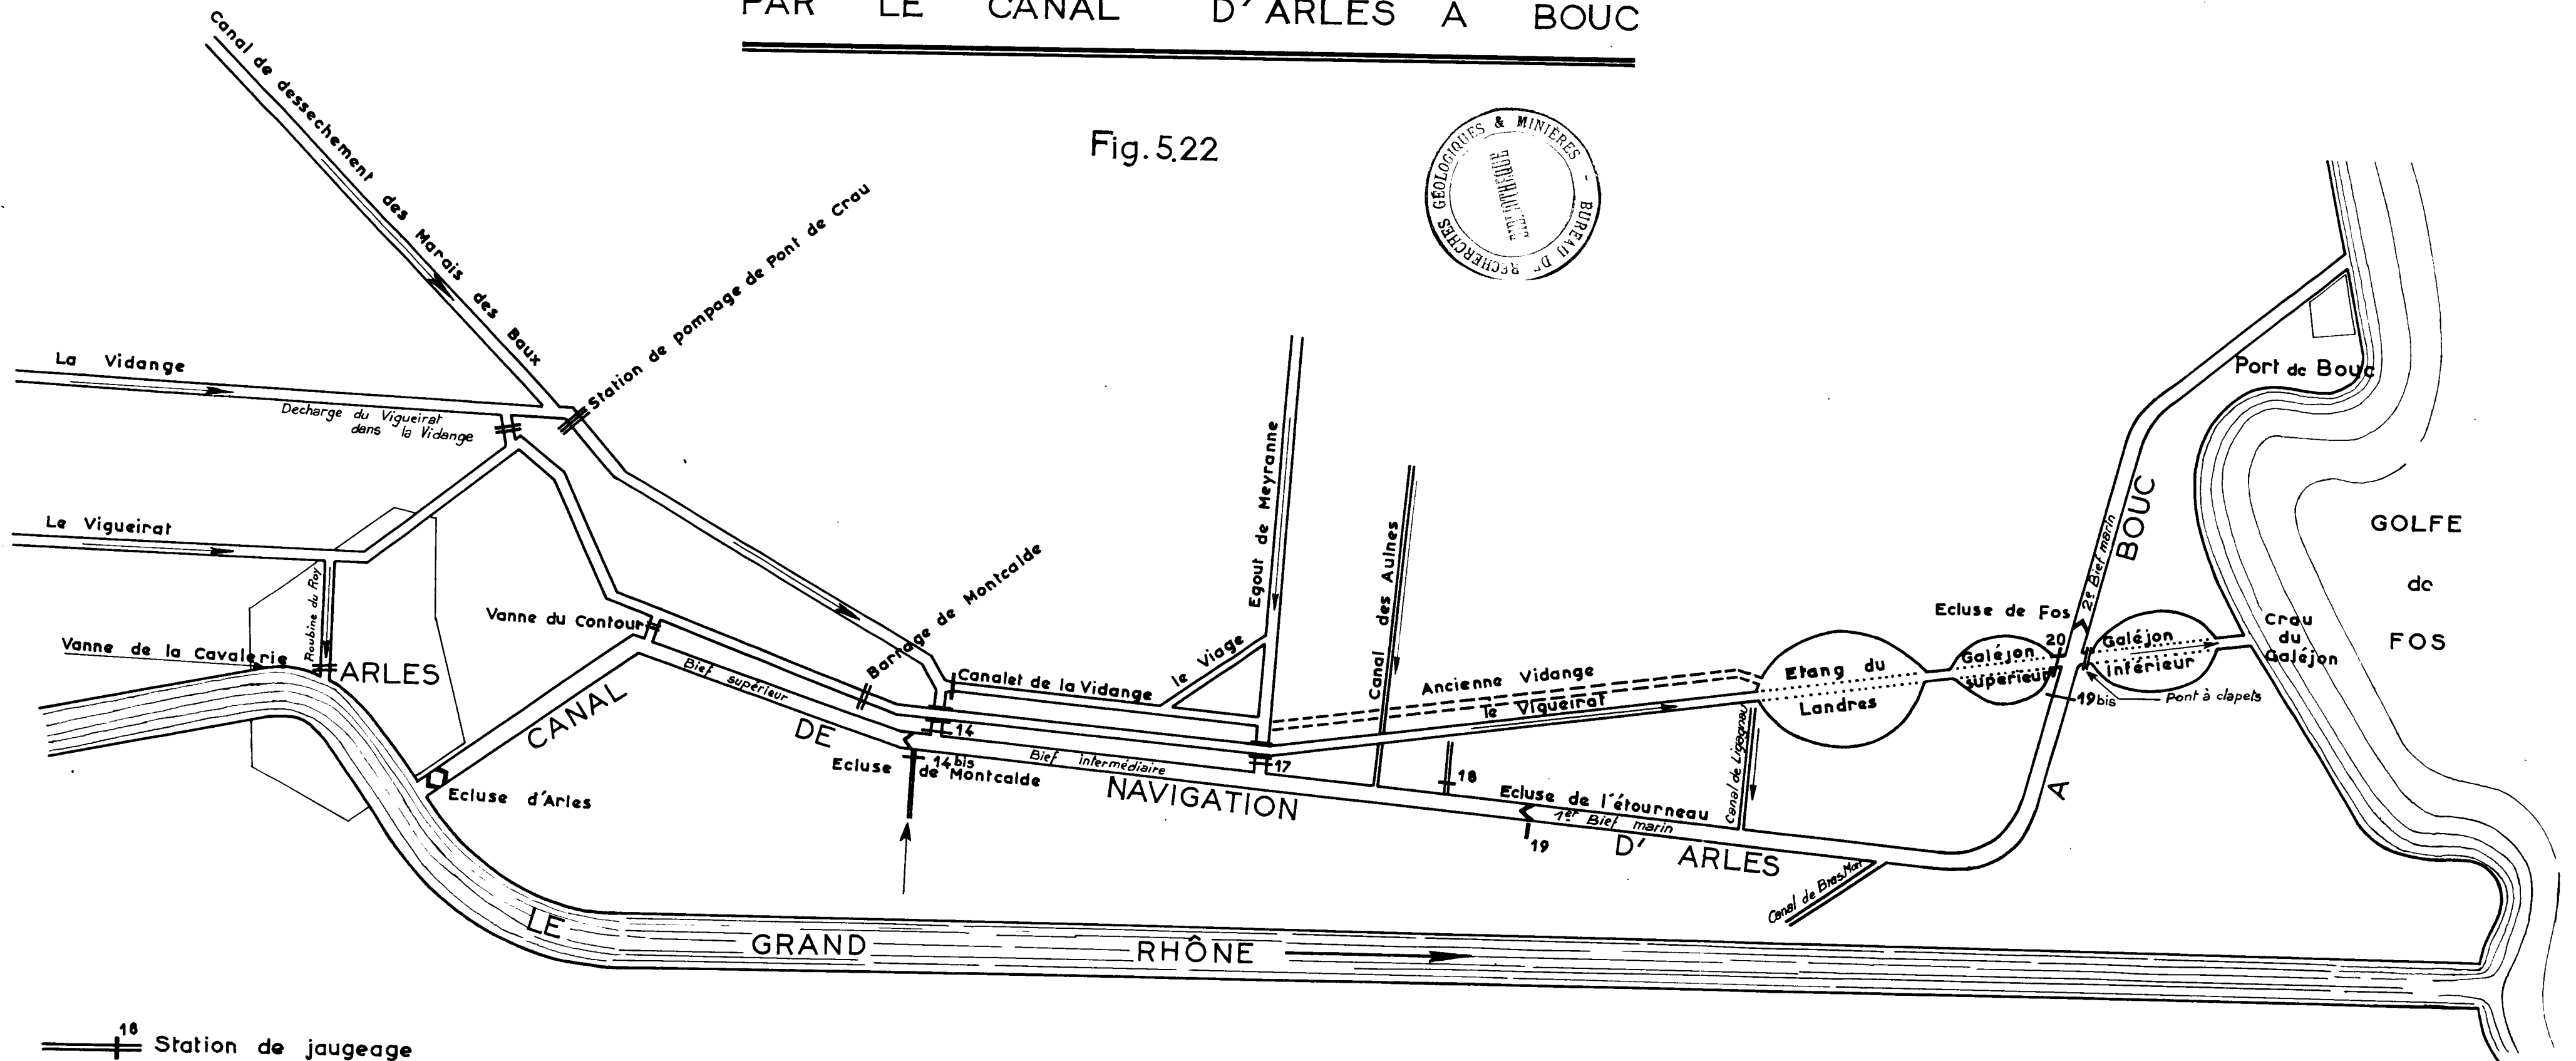 PAR LE CANAL D'ARLES A BOUC
Fig. 5.22
BUREAU DE RECHERCHES GÉOLOGIQUES & MINIÈRES -
Canal de dessechement des Marais des Baux
Station de pompage de Pont de Crau
La Vidange
Decharge du Vigueirat
dans la Vidange
Le Vigueirat
Roubine du Roy
Vanne de la Cavalerie
ARLES
Vanne du Contour
Barrage de Montcalde
Egout de Meyranne
Canal des Aulnes
le Viage
Canalet de la Vidange
Ancienne Vidange
le Vigueirat
Etang du
Landres
Galéjon
supérieur
Ecluse de Fos
20
19bis
Galéjon
inférieur
Pont à clapets
Crau
du
Galéjon
Port de Bouc
GOLFE
de
FOS
2e Bief marin
BOUC
A
Bief supérieur
CANAL
DE
14
14bis
Ecluse de Montcalde
Bief intermédiaire
17
NAVIGATION
18
Ecluse de l'étourneau
1er Bief marin
19
D' ARLES
Canal de Ligagneau
Canal de Bras Mort
Ecluse d'Arles
LE GRAND RHÔNE
16
Station de jaugeage